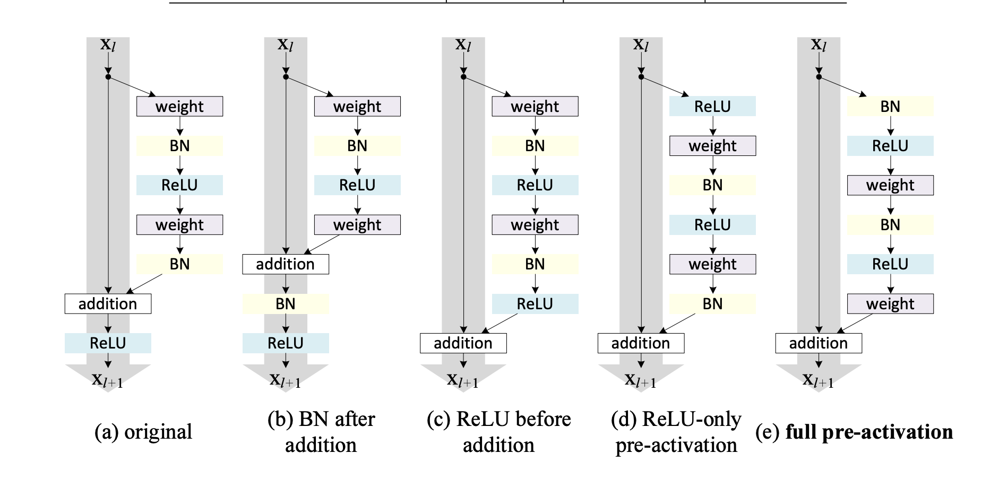 x_l
weight
BN
ReLU
weight
BN
addition
ReLU
x_{l+1}
(a) original
x_l
weight
BN
ReLU
weight
addition
BN
ReLU
x_{l+1}
(b) BN after
addition
x_l
weight
BN
ReLU
weight
BN
ReLU
addition
x_{l+1}
(c) ReLU before
addition
x_l
ReLU
weight
BN
ReLU
weight
BN
addition
x_{l+1}
(d) ReLU-only
pre-activation
x_l
BN
ReLU
weight
BN
ReLU
weight
addition
x_{l+1}
(e) full pre-activation